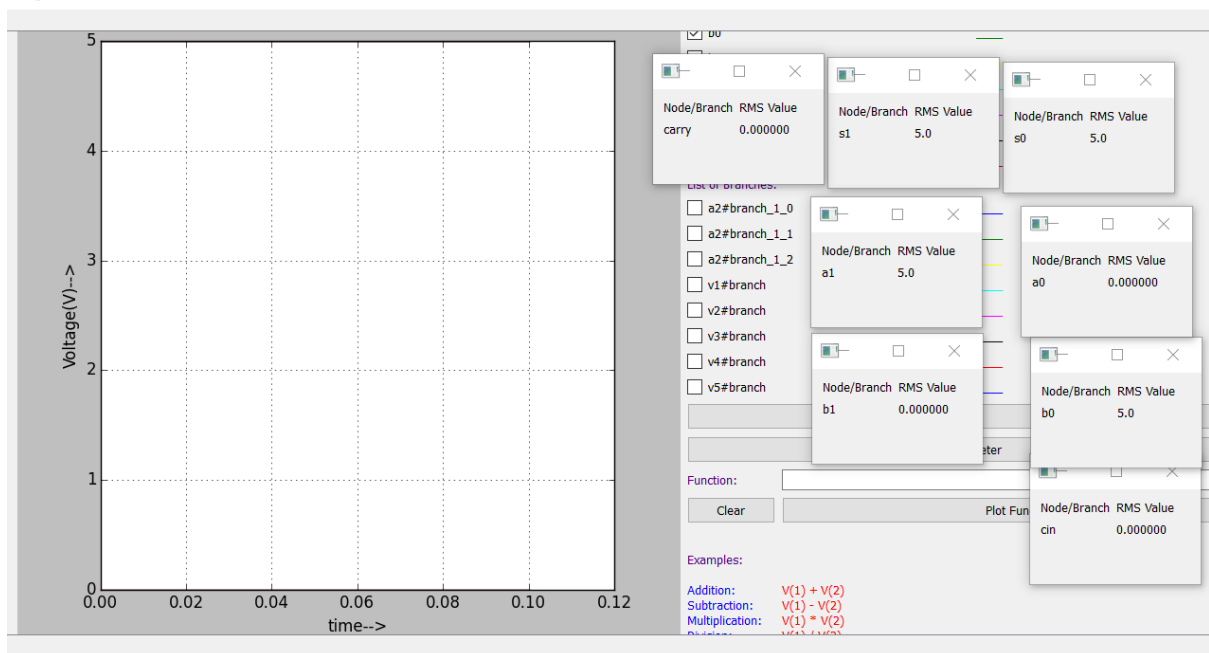 5
4
3
2
1
0
Voltage(V)-->
0.00 0.02 0.04 0.06 0.08 0.10 0.12
time-->
b0
Node/Branch RMS Value
carry 0.000000
Node/Branch RMS Value
s1 5.0
Node/Branch RMS Value
s0 5.0
List of Branches:
a2#branch_1_0
a2#branch_1_1
a2#branch_1_2
v1#branch
v2#branch
v3#branch
v4#branch
v5#branch
Node/Branch RMS Value
a1 5.0
Node/Branch RMS Value
a0 0.000000
Node/Branch RMS Value
b1 0.000000
Node/Branch RMS Value
b0 5.0
eter
Function:
Clear
Plot Fun
Node/Branch RMS Value
cin 0.000000
Examples:
Addition: V(1) + V(2)
Subtraction: V(1) - V(2)
Multiplication: V(1) * V(2)